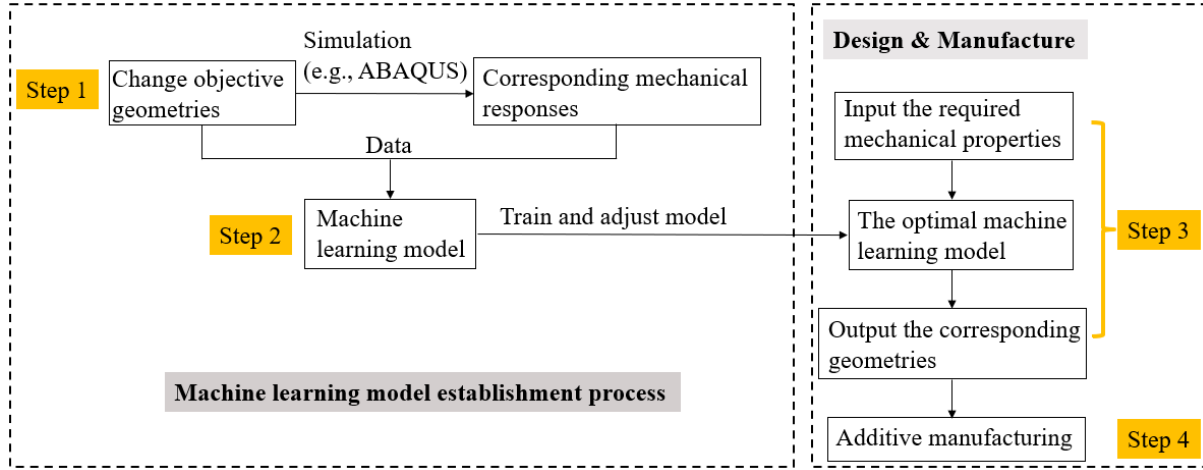 Step 1
Change objective
geometries
Simulation
(e.g., ABAQUS)
Corresponding mechanical
responses
Data
Step 2
Machine
learning model
Train and adjust model
Machine learning model establishment process
Design & Manufacture
Input the required
mechanical properties
The optimal machine
learning model
Step 3
Output the corresponding
geometries
Additive manufacturing
Step 4